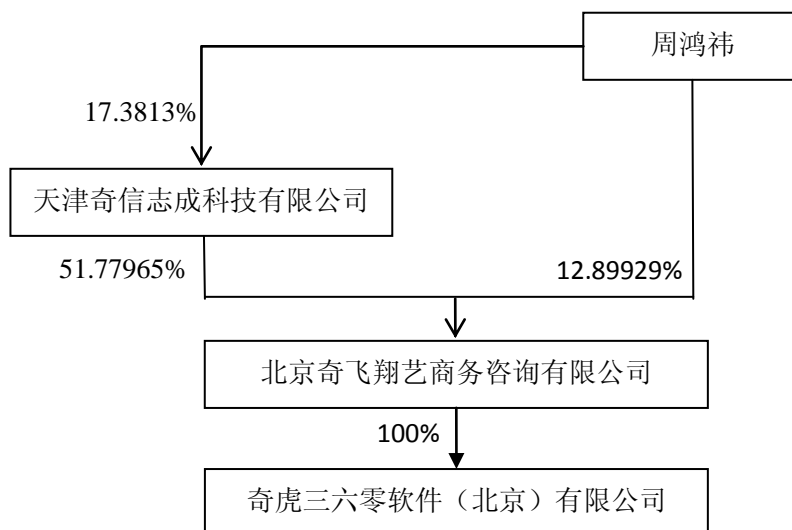 周鸿祎
17.3813%
天津奇信志成科技有限公司
51.77965%
12.89929%
北京奇飞翔艺商务咨询有限公司
100%
奇虎三六零软件（北京）有限公司